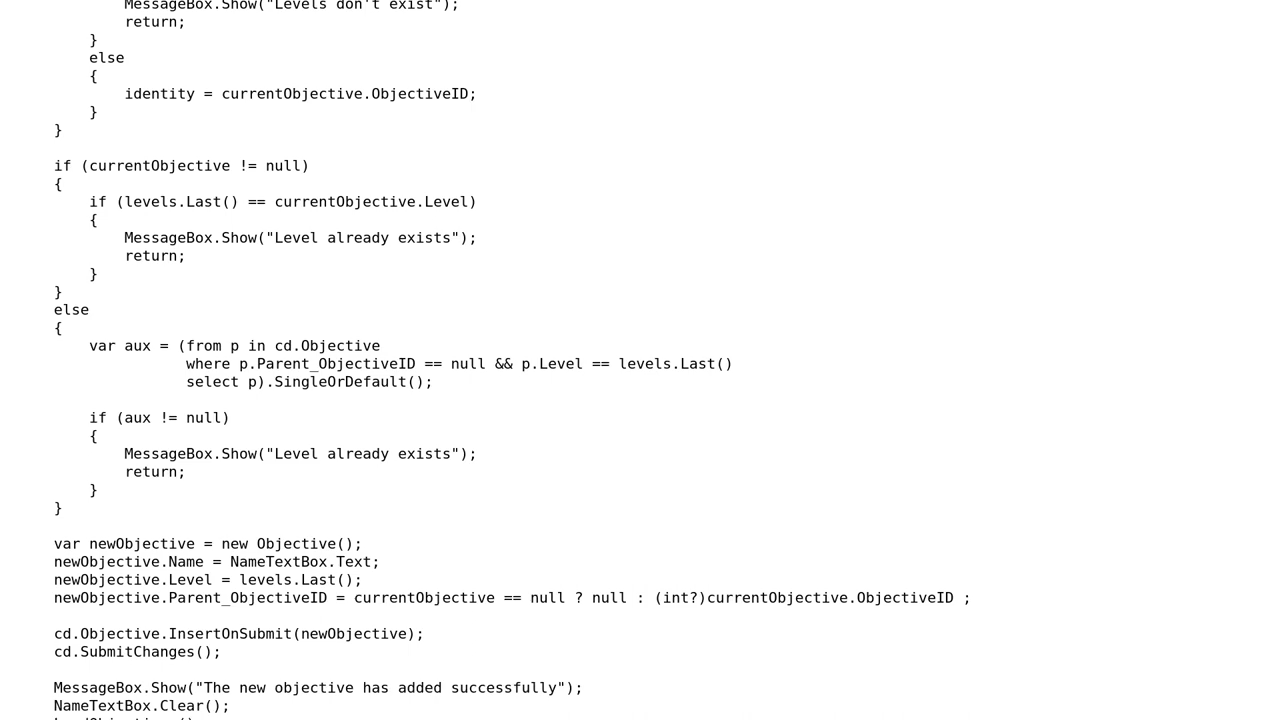 MessageBox.Show("Levels don't exist");
return;
}
else
{
identity = currentObjective.ObjectiveID;
}
}
if (currentObjective != null)
{
if (levels.Last() == currentObjective.Level)
{
MessageBox.Show("Level already exists");
return;
}
}
else
{
var aux = (from p in cd.Objective
where p.Parent_ObjectiveID == null && p.Level == levels.Last()
select p).SingleOrDefault();
if (aux != null)
{
MessageBox.Show("Level already exists");
return;
}
}
var newObjective = new Objective();
newObjective.Name = NameTextBox.Text;
newObjective.Level = levels.Last();
newObjective.Parent_ObjectiveID = currentObjective == null ? null : (int?)currentObjective.ObjectiveID ;
cd.Objective.InsertOnSubmit(newObjective);
cd.SubmitChanges();
MessageBox.Show("The new objective has added successfully");
NameTextBox.Clear();